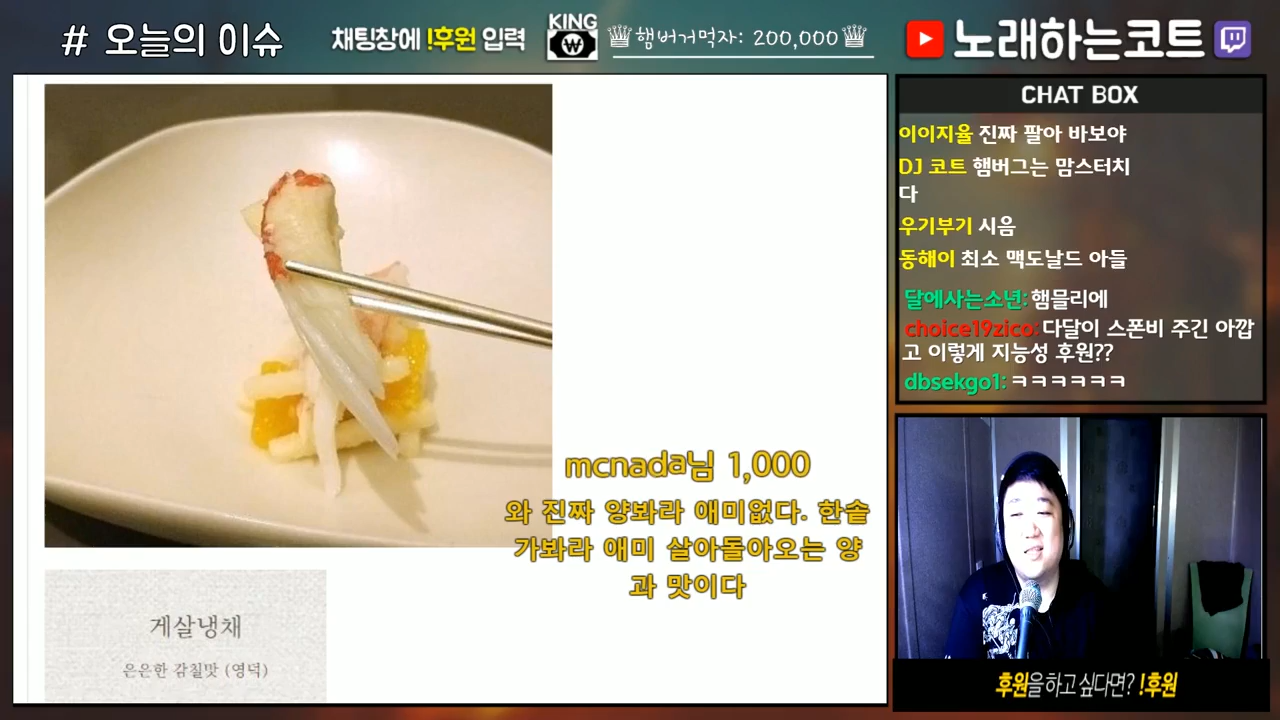 # 오늘의 이슈
채팅창에 !후원 입력
KING
₩
햄버거먹자: 200,000
노래하는코트
CHAT BOX
이이지율 진짜 팔아 바보야
DJ 코트 햄버그는 맘스터치
다
우기부기 시음
동해이 최소 맥도날드 아들
달에사는소년: 햄믈리에
choice19zico: 다달이 스폰비 주긴 아깝
고 이렇게 지능성 후원??
dbsekgo1: ㅋㅋㅋㅋㅋㅋ
mcnada님 1,000
와 진짜 양봐라 애미없다. 한솥
가봐라 애미 살아돌아오는 양
과 맛이다
게살냉채
은은한 감칠맛 (영덕)
후원을 하고 싶다면? !후원